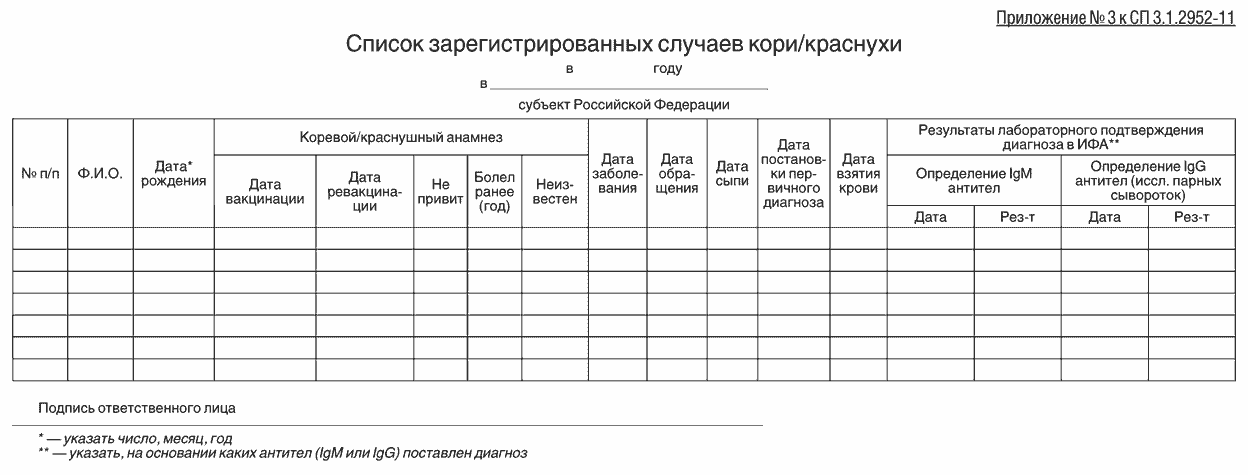 Приложение № 3 к СП 3.1.2952-11
Список зарегистрированных случаев кори/краснухи
в году
в
субъект Российской Федерации
№ п/п
Ф.И.О.
Дата*
рождения
Коревой/краснушный анамнез
Дата
вакцинации
Дата
ревакцина-
ции
Не
привит
Болел
ранее
(год)
Неиз-
вестен
Дата
заболе-
вания
Дата
обра-
щения
Дата
сыпи
Дата
постанов-
ки пер-
вичного
диагноза
Дата
взятия
крови
Результаты лабораторного подтверждения
диагноза в ИФА**
Определение IgM
антител
Определение IgG
антител (иссл. парных
сывороток)
Дата
Рез-т
Дата
Рез-т
Подпись ответственного лица
* — указать число, месяц, год
** — указать, на основании каких антител (IgM или IgG) поставлен диагноз